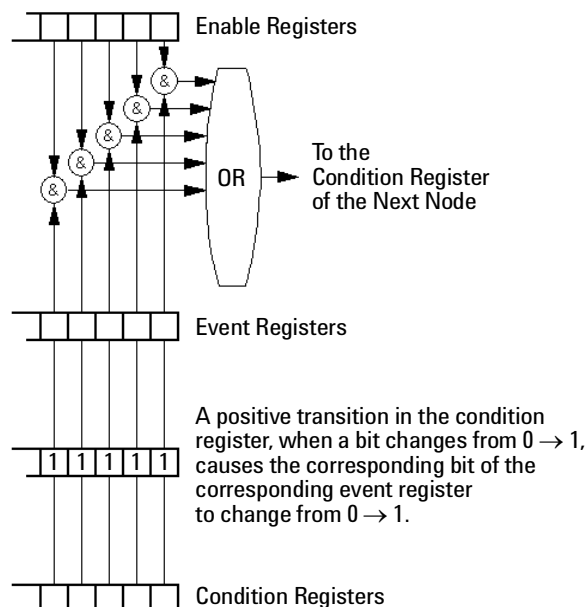 Enable Registers
&
&
&
&
&
OR
To the
Condition Register
of the Next Node
Event Registers
A positive transition in the condition
register, when a bit changes from 0 → 1,
causes the corresponding bit of the
corresponding event register
to change from 0 → 1.
1 1 1 1 1
Condition Registers